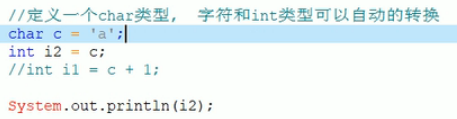 //定义一个char类型， 字符和int类型可以自动的转换
char c = 'a';
int i2 = c;
//int i1 = c + 1;
System.out.println(i2);